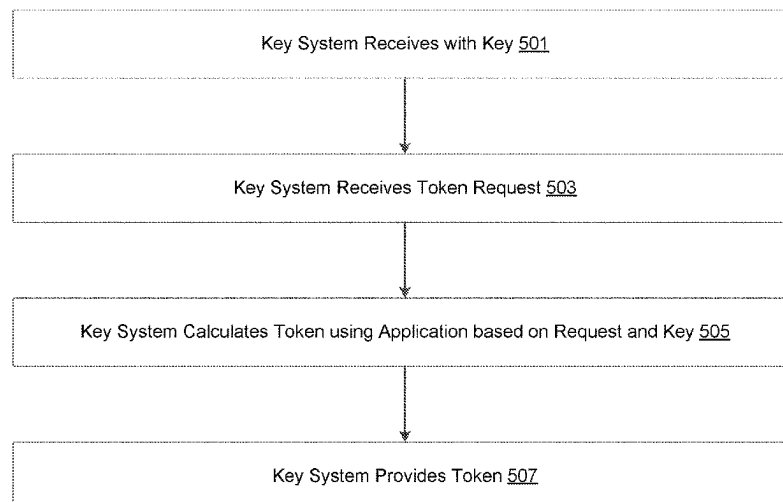 Key System Receives with Key 501
Key System Receives Token Request 503
Key System Calculates Token using Application based on Request and Key 505
Key System Provides Token 507